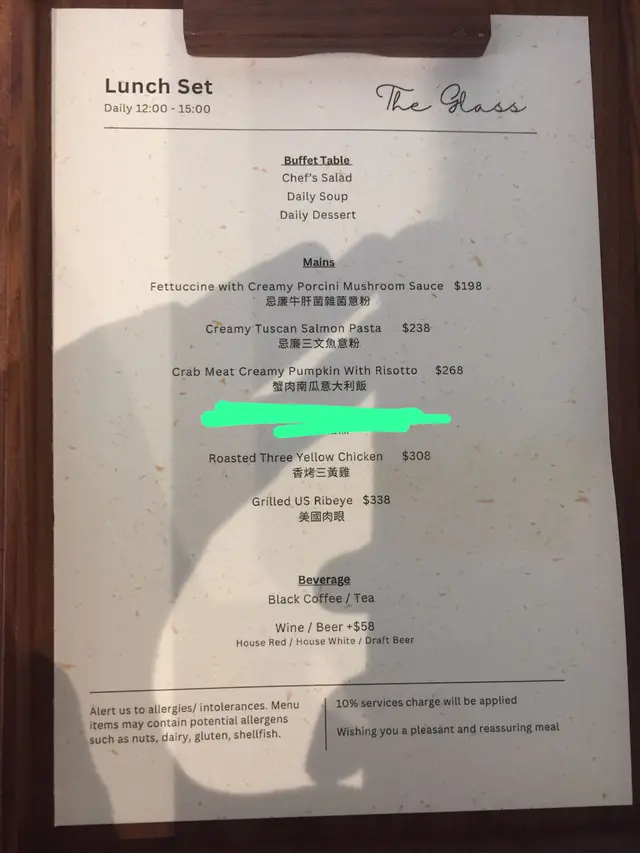 Lunch Set
Daily 12:00 - 15:00
The Glass
Buffet Table
Chef's Salad
Daily Soup
Daily Dessert
Mains
Fettuccine with Creamy Porcini Mushroom Sauce $198
忌廉牛肝菌雜菌意粉
Creamy Tuscan Salmon Pasta $238
忌廉三文魚意粉
Crab Meat Creamy Pumpkin With Risotto $268
蟹肉南瓜意大利飯
Roasted Three Yellow Chicken $308
香烤三黃雞
Grilled US Ribeye $338
美國肉眼
Beverage
Black Coffee / Tea
Wine / Beer +$58
House Red / House White / Draft Beer
Alert us to allergies/ intolerances. Menu
items may contain potential allergens
such as nuts, dairy, gluten, shellfish.
10% services charge will be applied
Wishing you a pleasant and reassuring meal